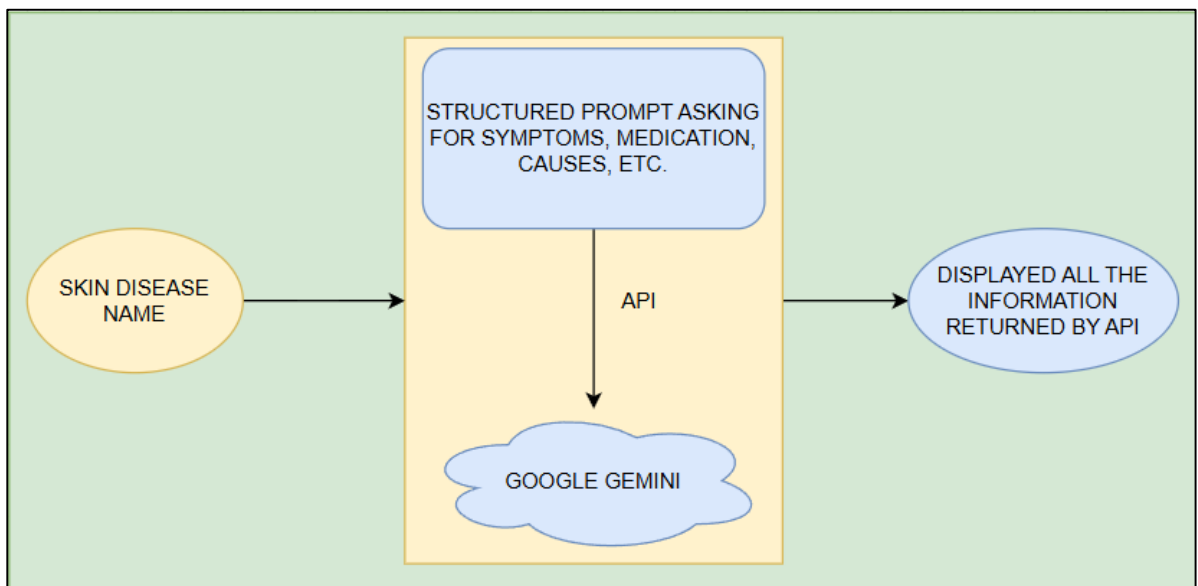 STRUCTURED PROMPT ASKING
FOR SYMPTOMS, MEDICATION,
CAUSES, ETC.
SKIN DISEASE
NAME
API
DISPLAYED ALL THE
INFORMATION
RETURNED BY API
GOOGLE GEMINI